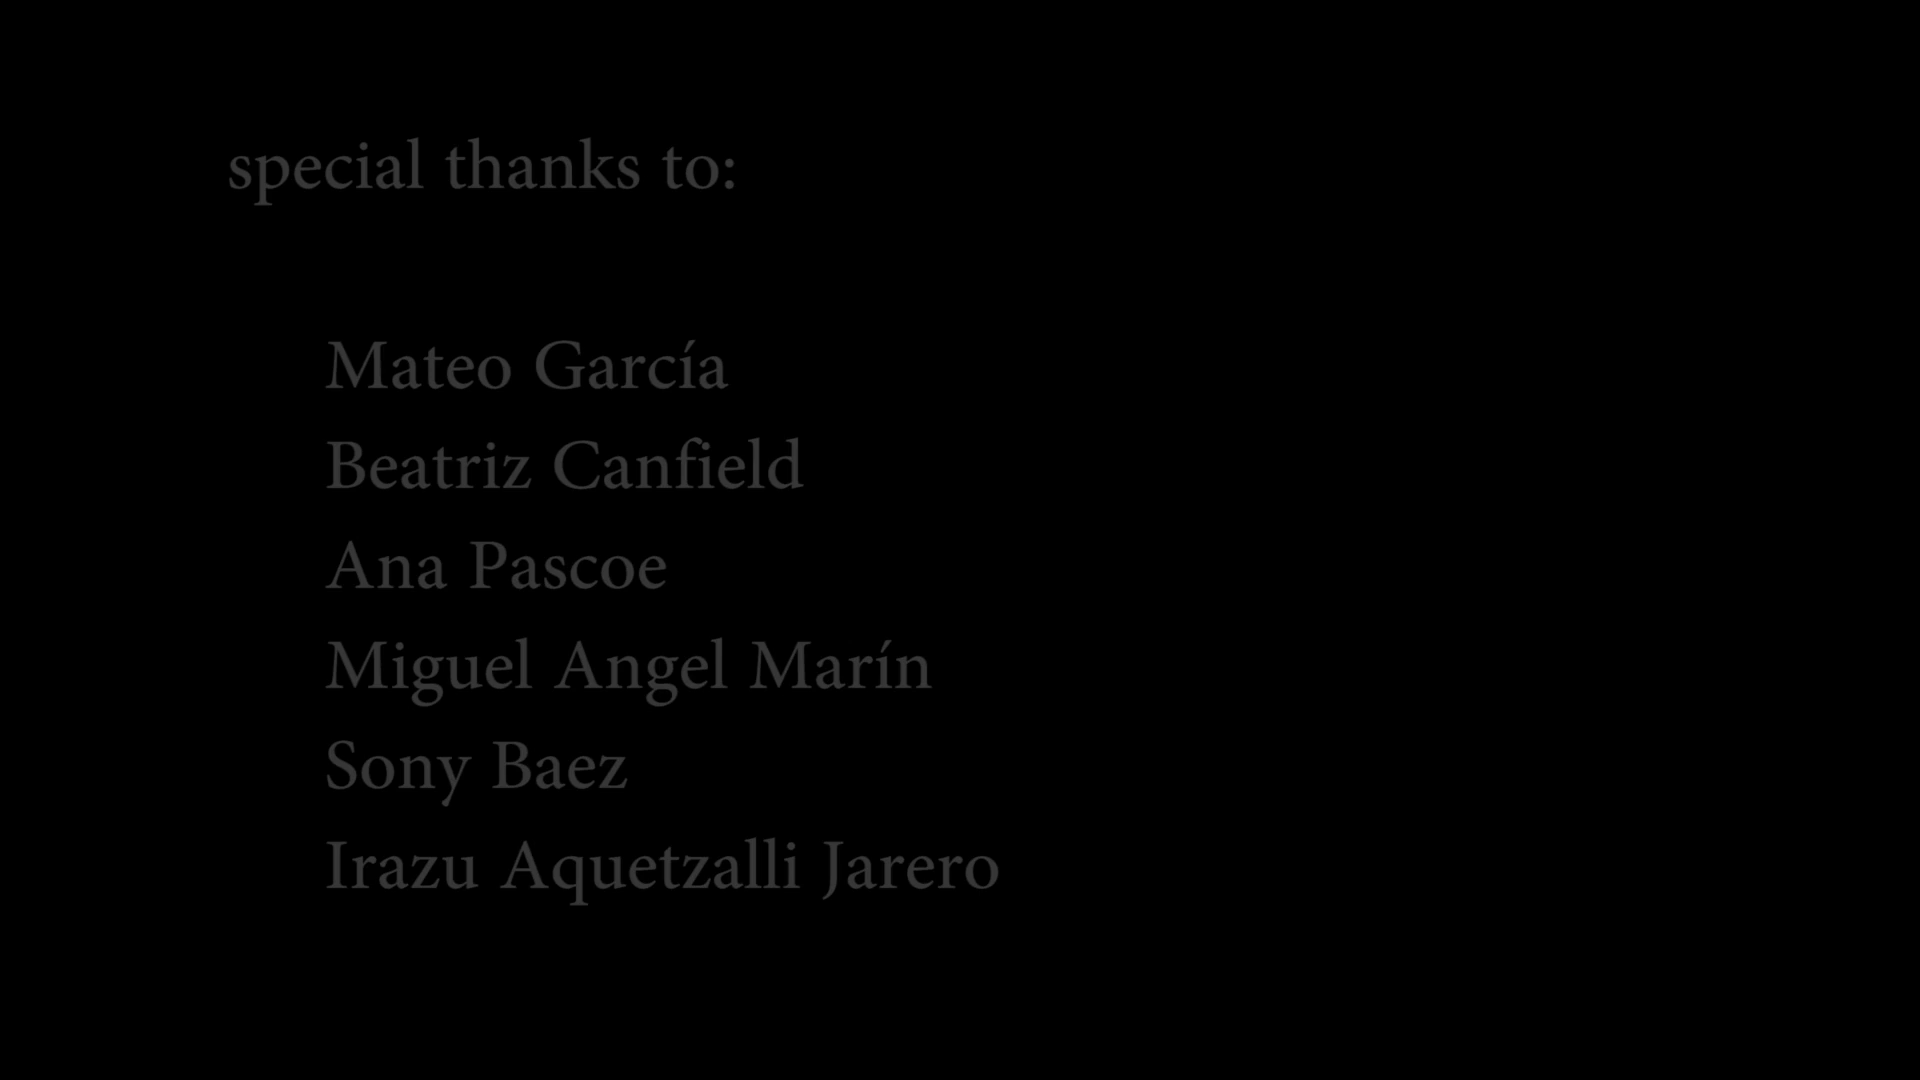 special thanks to:
Mateo García
Beatriz Canfield
Ana Pascoe
Miguel Angel Marín
Sony Baez
Irazu Aquetzalli Jarero